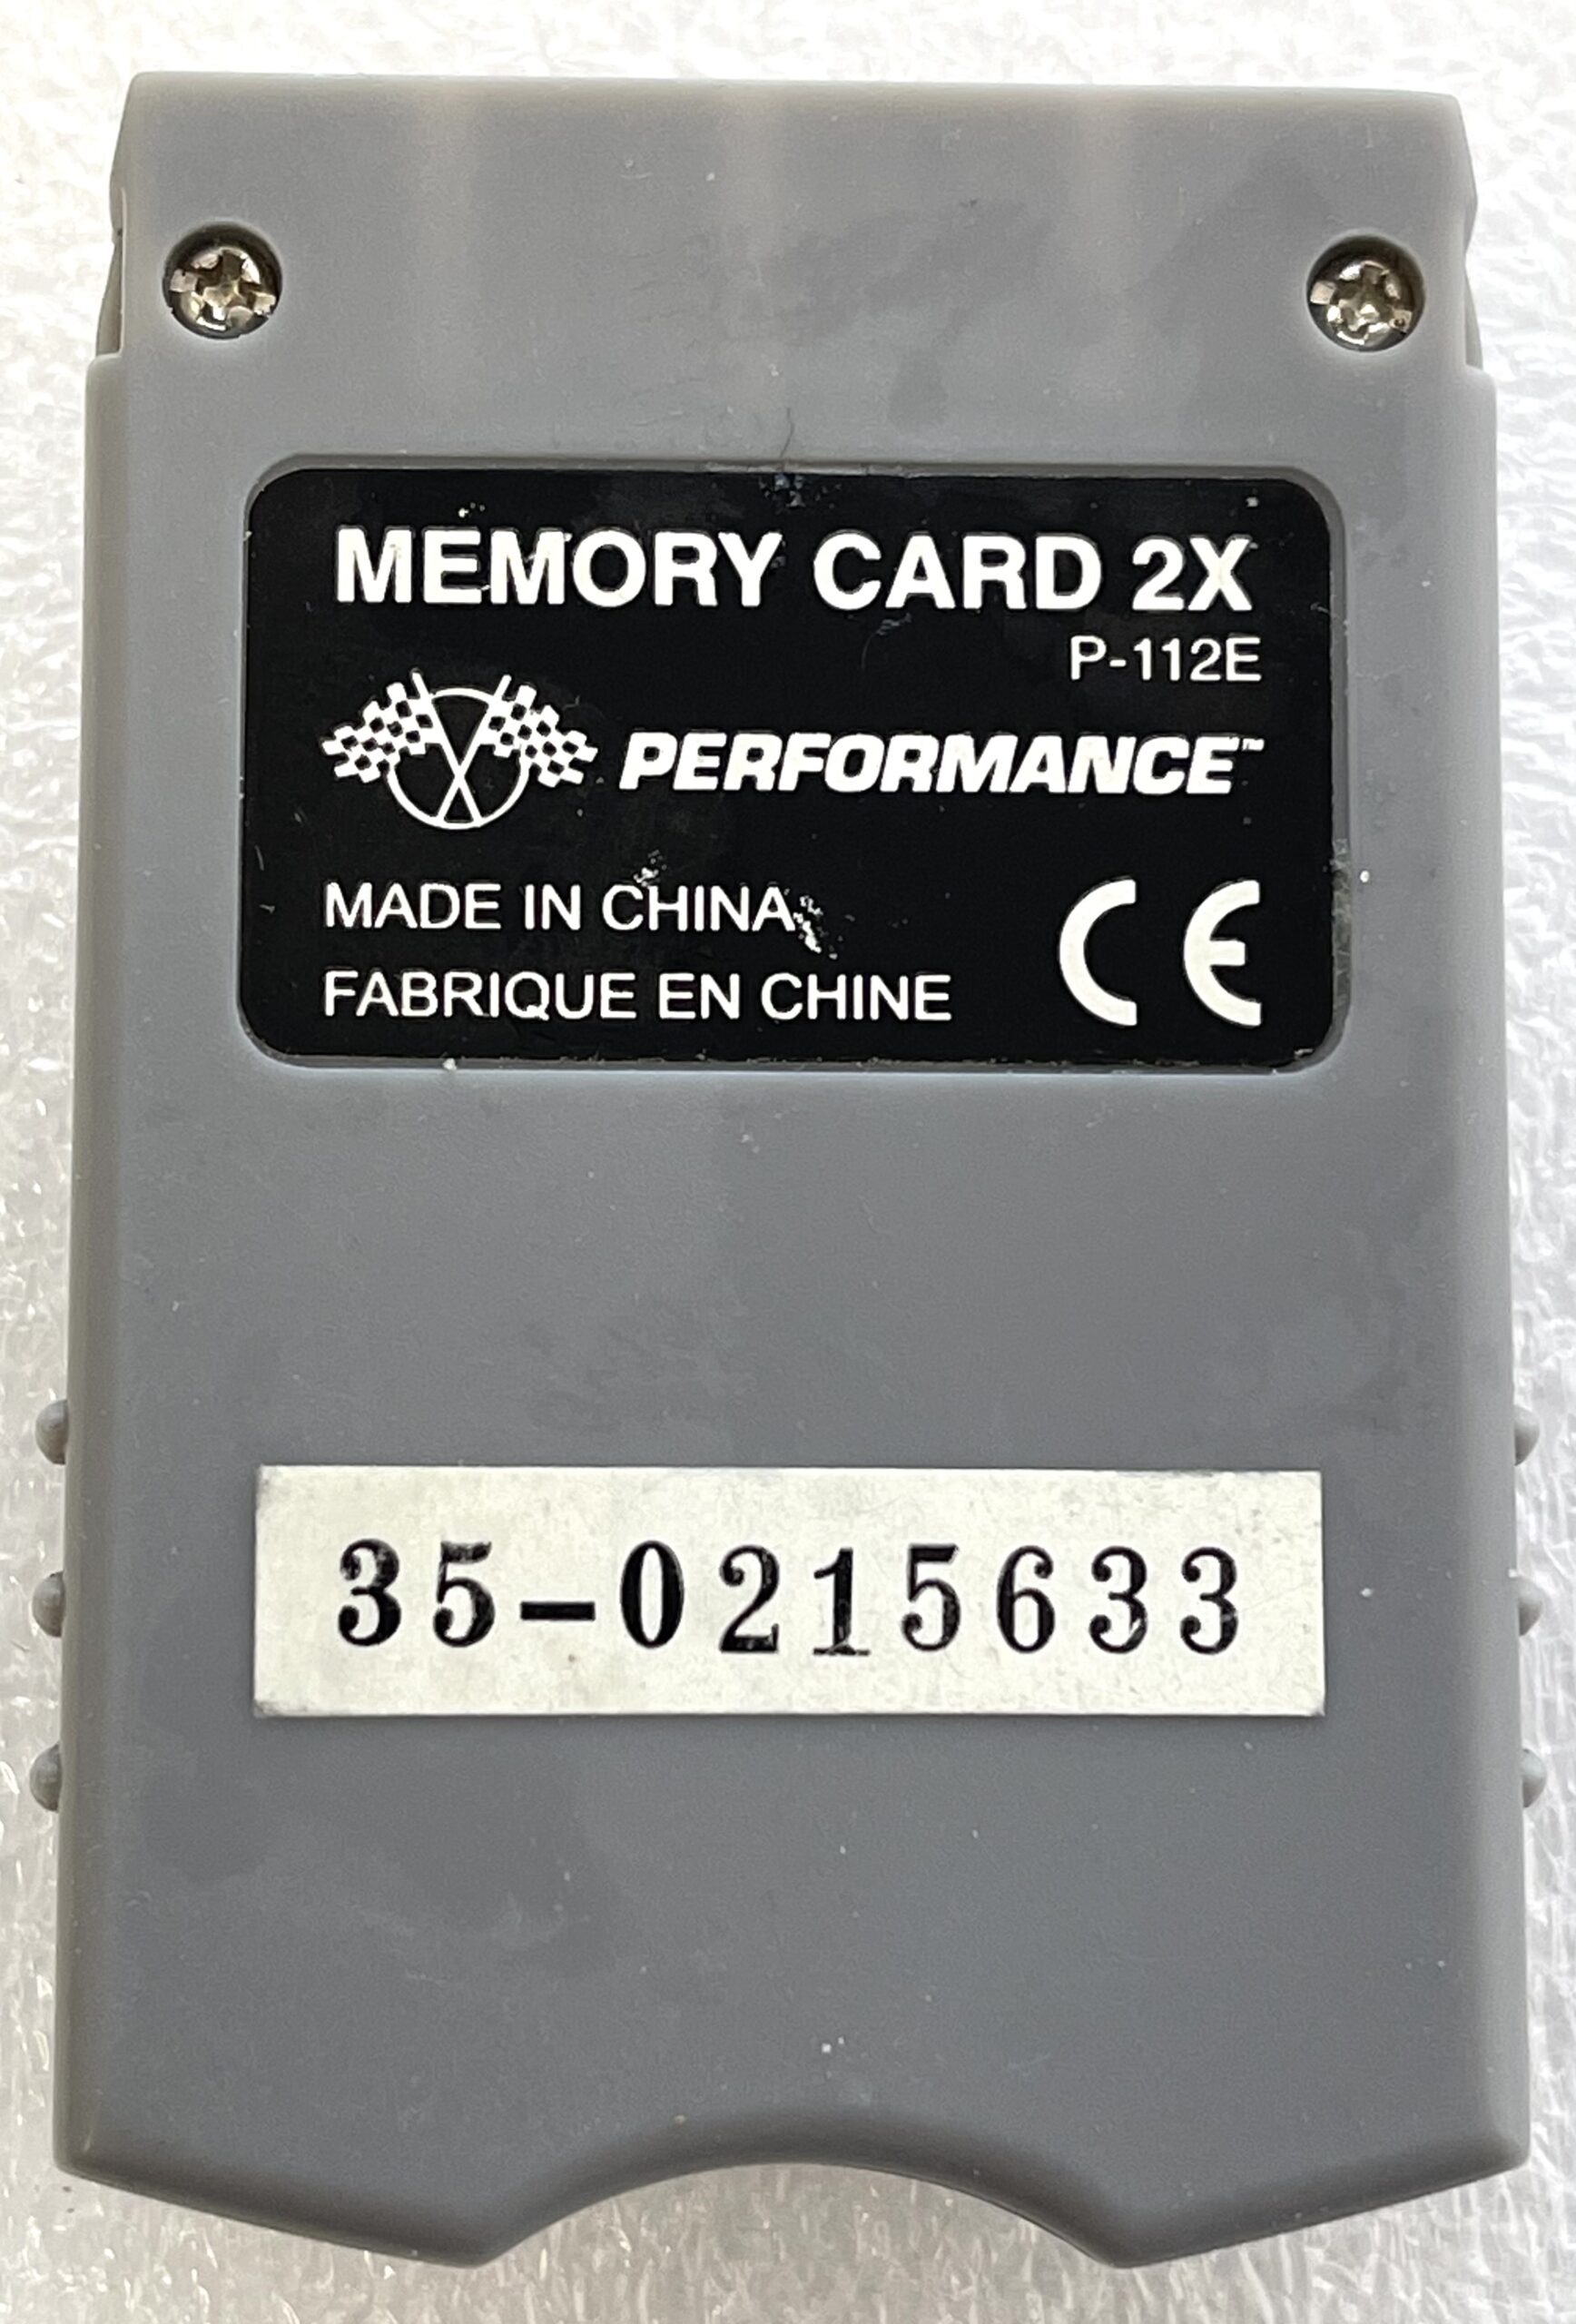 MEMORY CARD 2X
P-112E
PERFORMANCE™
MADE IN CHINA
FABRIQUE EN CHINE
CE
35-0215633